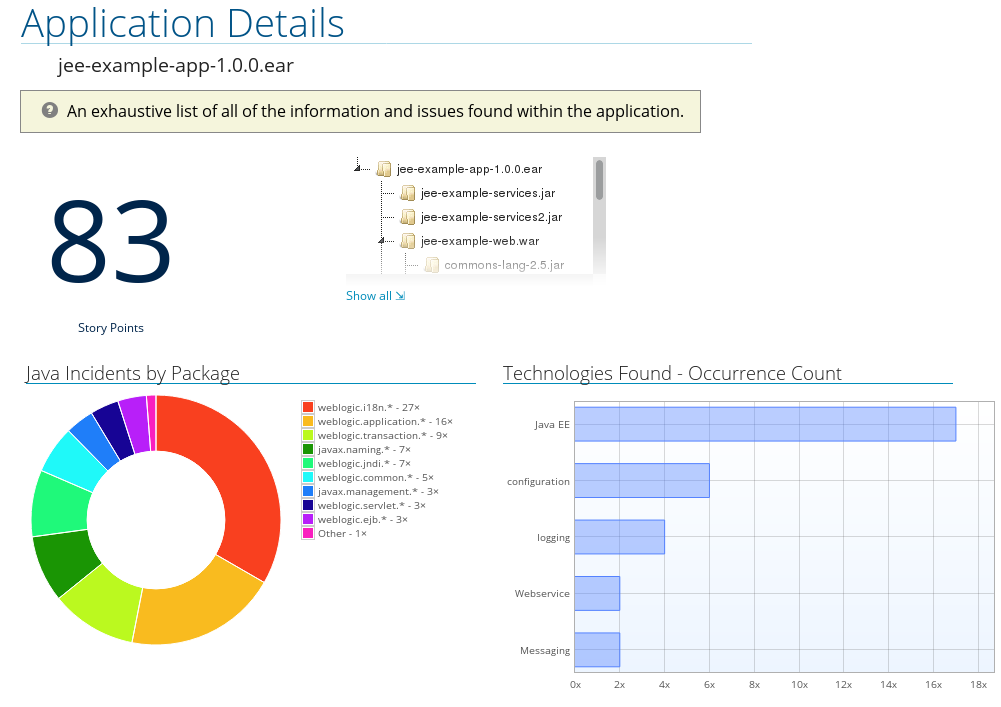 Application Details
jee-example-app-1.0.0.ear
? An exhaustive list of all of the information and issues found within the application.
83
Story Points
jee-example-app-1.0.0.ear
jee-example-services.jar
jee-example-services2.jar
jee-example-web.war
commons-lang-2.5.jar
Show all
Java Incidents by Package
weblogic.i18n.* - 27×
weblogic.application.* - 16×
weblogic.transaction.* - 9×
javax.naming.* - 7×
weblogic.jndi.* - 7×
weblogic.common.* - 5×
javax.management.* - 3×
weblogic.servlet.* - 3×
weblogic.ejb.* - 3×
Other - 1×
Technologies Found - Occurrence Count
Java EE
configuration
logging
Webservice
Messaging
0x 2x 4x 6x 8x 10x 12x 14x 16x 18x